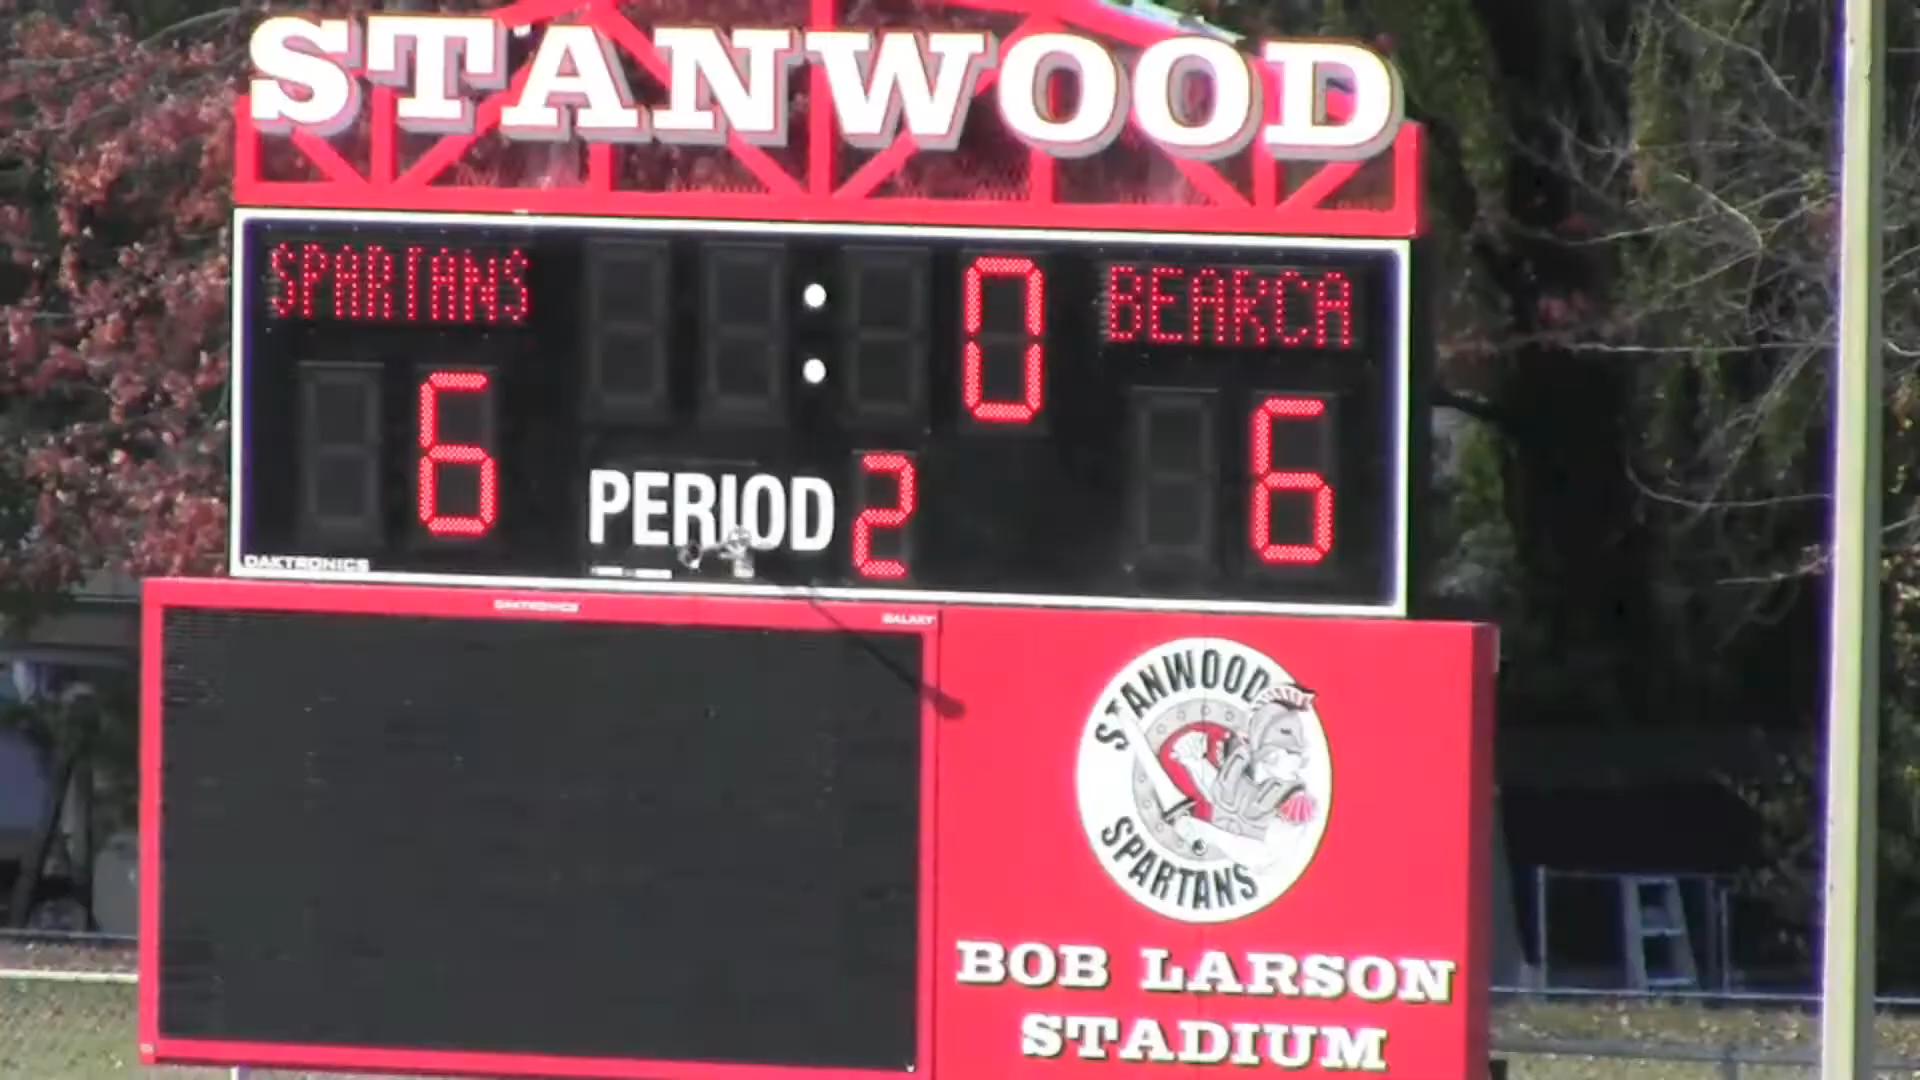 STANWOOD
SPARTANS : 0 BEARCA
6 PERIOD 2 6
DAKTRONICS
DAKTRONICS GALAXY
STANWOOD
SPARTANS
BOB LARSON
STADIUM